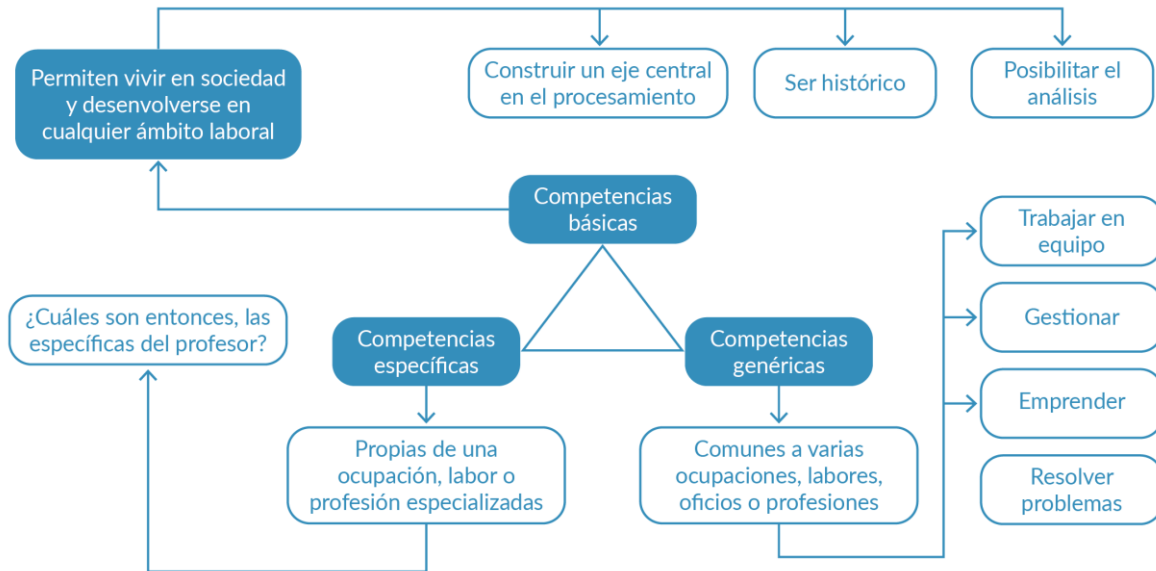 Permiten vivir en sociedad
y desenvolverse en
cualquier ámbito laboral
Construir un eje central
en el procesamiento
Ser histórico
Posibilitar el
análisis
Competencias
básicas
Trabajar en
equipo
¿Cuáles son entonces, las
específicas del profesor?
Gestionar
Competencias
específicas
Competencias
genéricas
Emprender
Propias de una
ocupación, labor o
profesión especializadas
Comunes a varias
ocupaciones, labores,
oficios o profesiones
Resolver
problemas